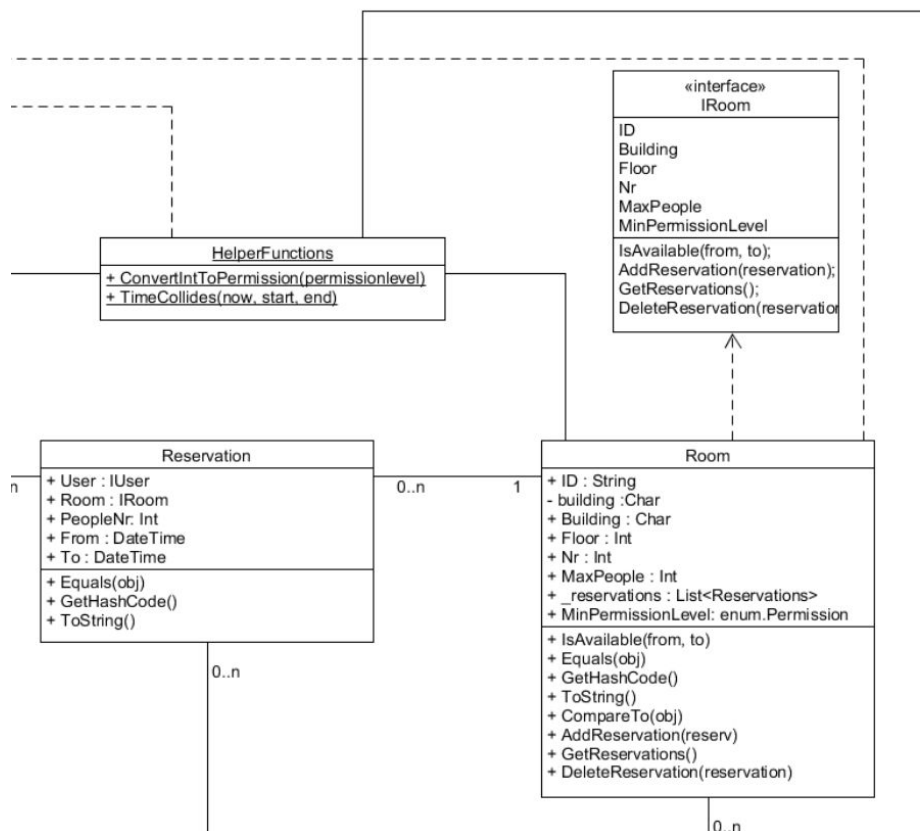 «interface»
IRoom
ID
Building
Floor
Nr
MaxPeople
MinPermissionLevel
IsAvailable(from, to);
AddReservation(reservation);
GetReservations();
DeleteReservation(reservation
HelperFunctions
+ ConvertIntToPermission(permissionlevel)
+ TimeCollides(now, start, end)
Reservation
+ User : IUser
+ Room : IRoom
+ PeopleNr: Int
+ From : DateTime
+ To : DateTime
+ Equals(obj)
+ GetHashCode()
+ ToString()
n
0..n
1
0..n
Room
+ ID : String
- building :Char
+ Building : Char
+ Floor : Int
+ Nr : Int
+ MaxPeople : Int
+ _reservations : List<Reservations>
+ MinPermissionLevel: enum.Permission
+ IsAvailable(from, to)
+ Equals(obj)
+ GetHashCode()
+ ToString()
+ CompareTo(obj)
+ AddReservation(reserv)
+ GetReservations()
+ DeleteReservation(reservation)
0..n